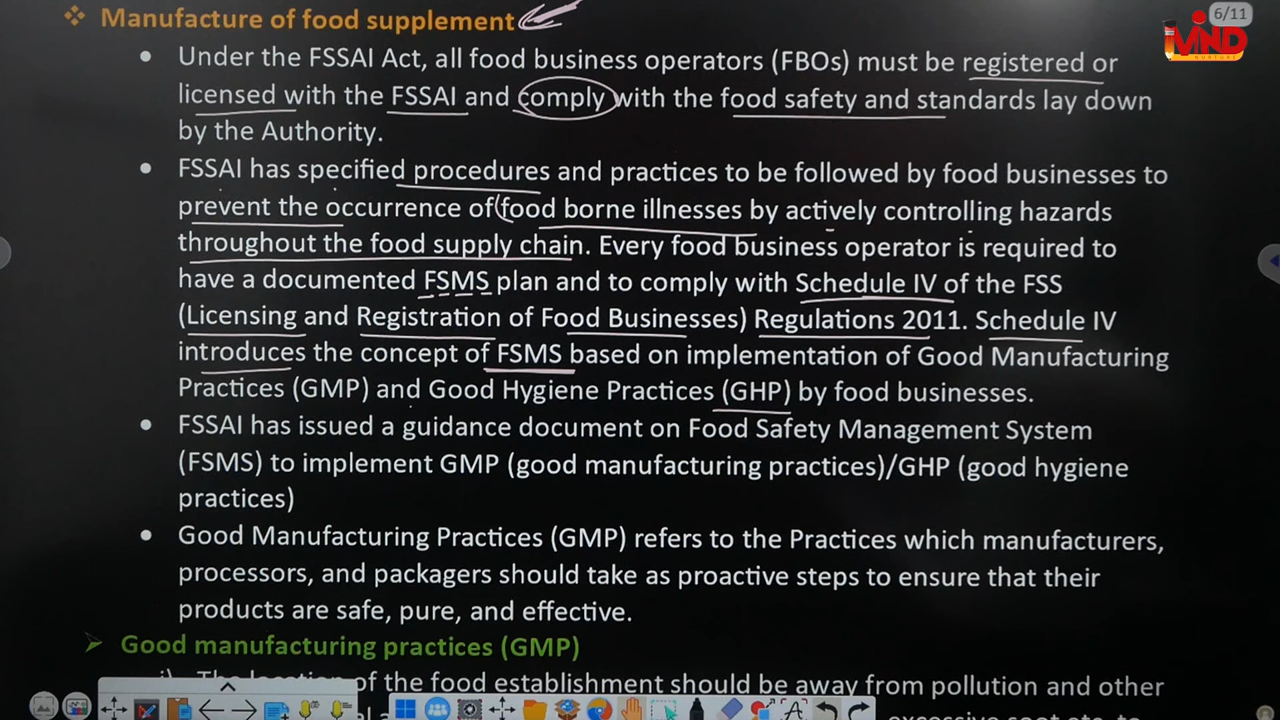 ❖ Manufacture of food supplement
6/11
MIND
NURTURE
• Under the FSSAI Act, all food business operators (FBOs) must be registered or
licensed with the FSSAI and comply with the food safety and standards lay down
by the Authority.
• FSSAI has specified procedures and practices to be followed by food businesses to
prevent the occurrence of food borne illnesses by actively controlling hazards
throughout the food supply chain. Every food business operator is required to
have a documented FSMS plan and to comply with Schedule IV of the FSS
(Licensing and Registration of Food Businesses) Regulations 2011. Schedule IV
introduces the concept of FSMS based on implementation of Good Manufacturing
Practices (GMP) and Good Hygiene Practices (GHP) by food businesses.
• FSSAI has issued a guidance document on Food Safety Management System
(FSMS) to implement GMP (good manufacturing practices)/GHP (good hygiene
practices)
• Good Manufacturing Practices (GMP) refers to the Practices which manufacturers,
processors, and packagers should take as proactive steps to ensure that their
products are safe, pure, and effective.
➢ Good manufacturing practices (GMP)
i) The location of the food establishment should be away from pollution and other
excessive soot etc. to